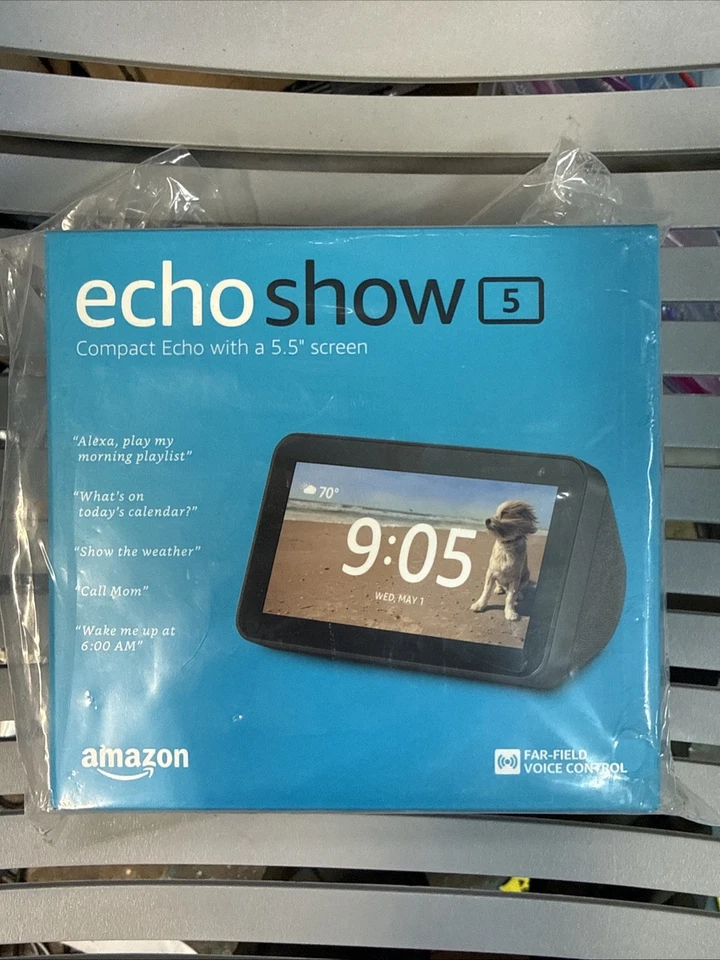 echo show 5
Compact Echo with a 5.5" screen
"Alexa, play my
morning playlist"
"What's on
today's calendar?"
"Show the weather"
"Call Mom"
"Wake me up at
6:00 AM"
70°
9:05
WED, MAY 1
amazon
FAR-FIELD
VOICE CONTROL